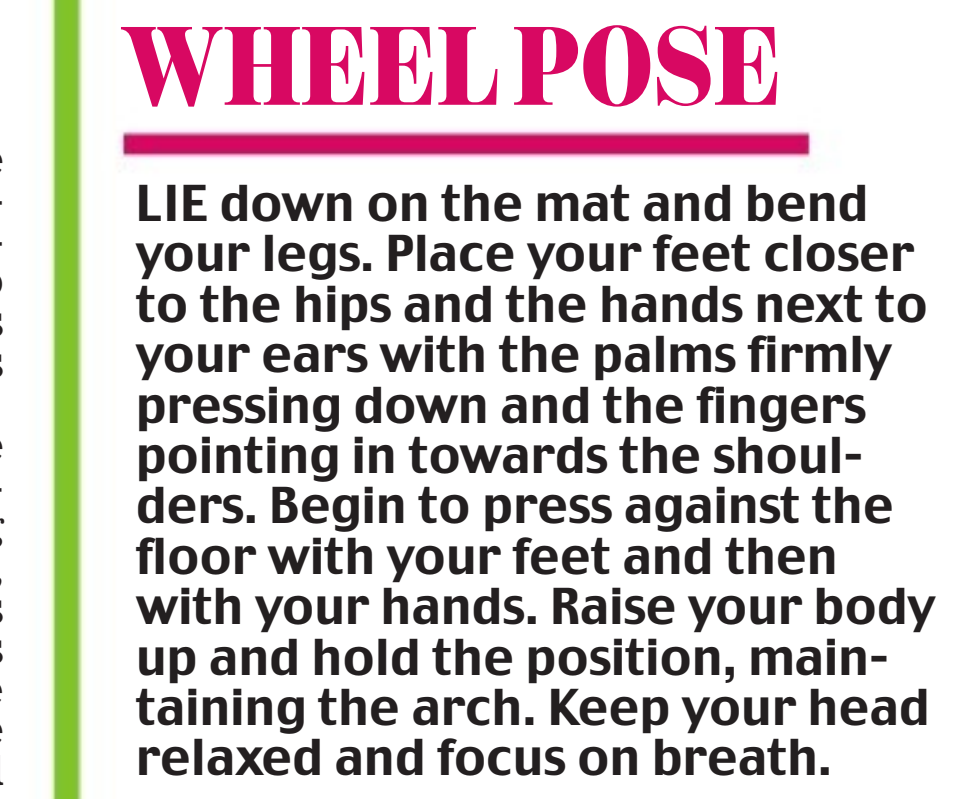 WHEEL POSE
LIE down on the mat and bend
your legs. Place your feet closer
to the hips and the hands next to
your ears with the palms firmly
pressing down and the fingers
pointing in towards the shoul-
ders. Begin to press against the
floor with your feet and then
with your hands. Raise your body
up and hold the position, main-
taining the arch. Keep your head
relaxed and focus on breath.